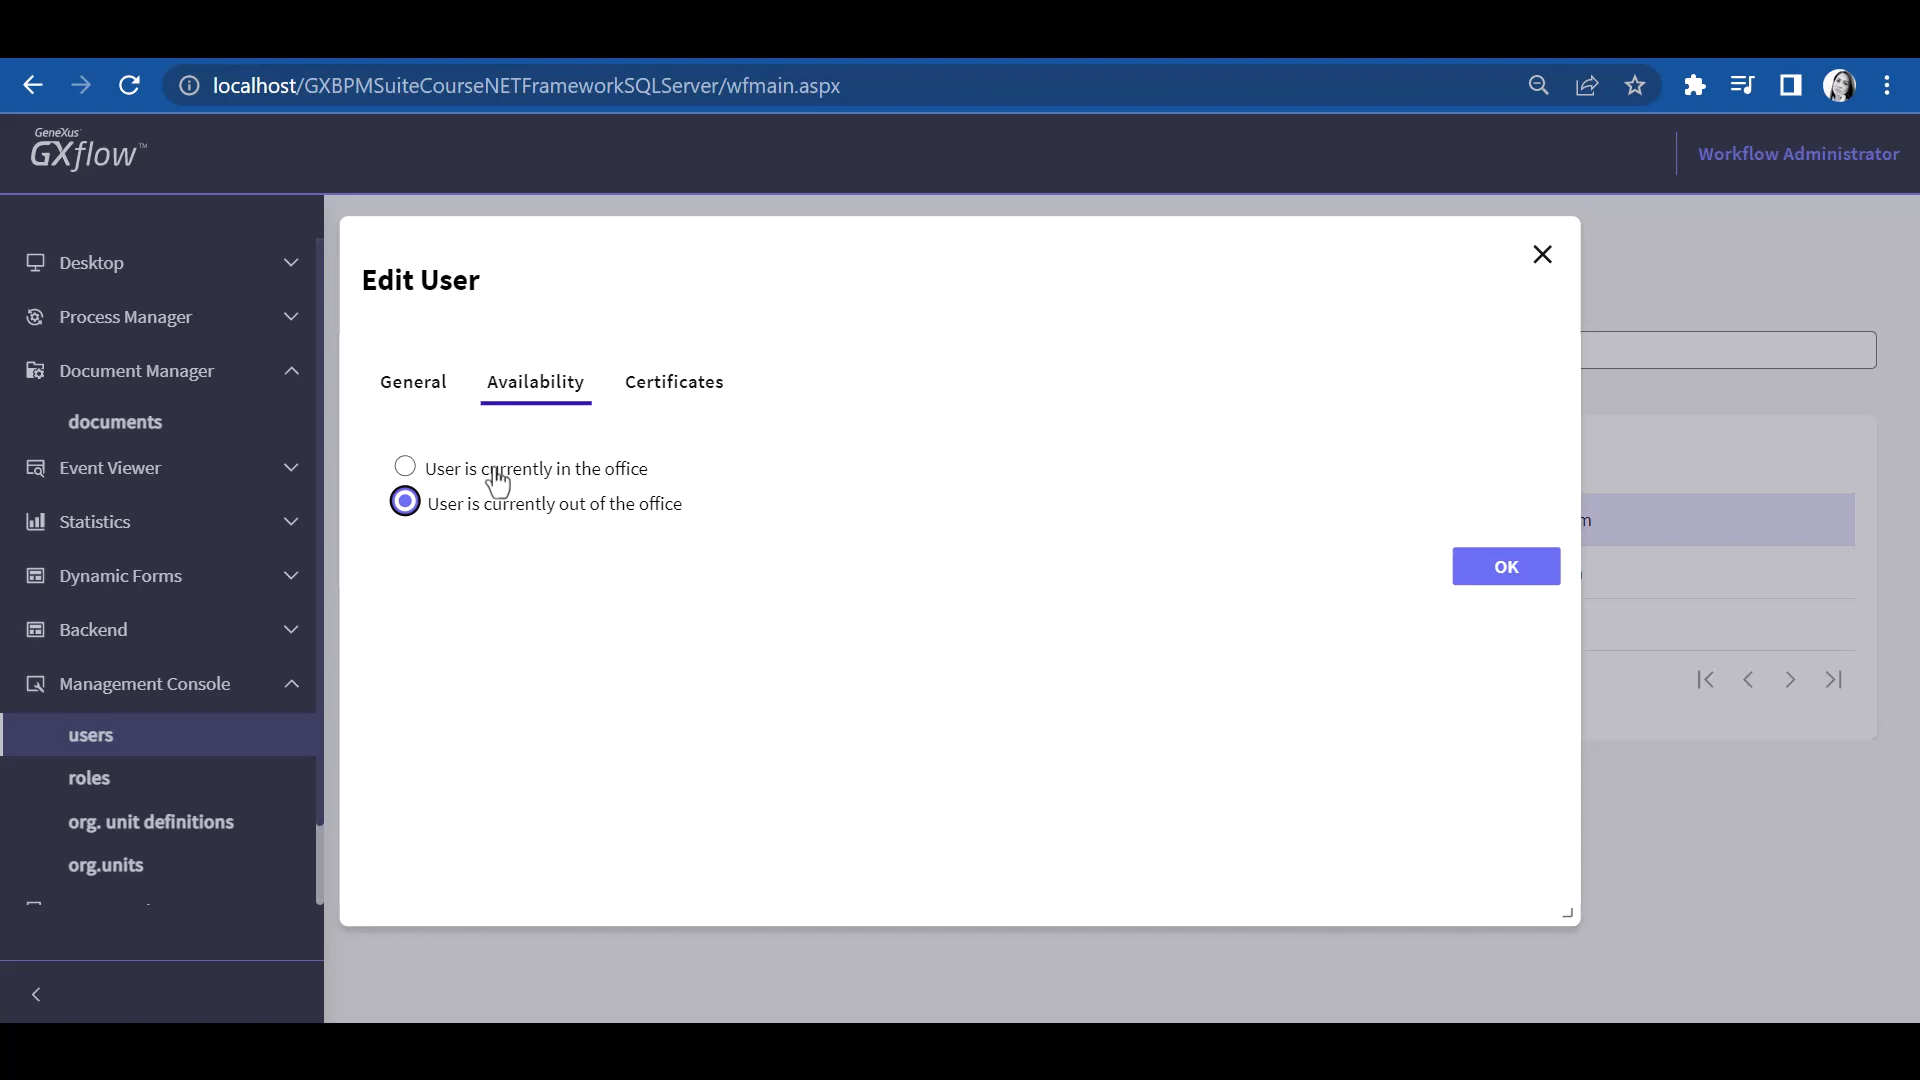 localhost/GXBPMSuiteCourseNETFrameworkSQLServer/wfmain.aspx
GeneXus™
GXflow™
Workflow Administrator
Desktop
Process Manager
Document Manager
documents
Event Viewer
Statistics
Dynamic Forms
Backend
Management Console
users
roles
org. unit definitions
org.units
Edit User
General Availability Certificates
User is currently in the office
User is currently out of the office
OK
m